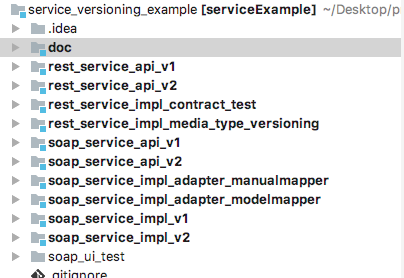 service_versioning_example [serviceExample] ~/Desktop/p
.idea
doc
rest_service_api_v1
rest_service_api_v2
rest_service_impl_contract_test
rest_service_impl_media_type_versioning
soap_service_api_v1
soap_service_api_v2
soap_service_impl_adapter_manualmapper
soap_service_impl_adapter_modelmapper
soap_service_impl_v1
soap_service_impl_v2
soap_ui_test
.gitignore